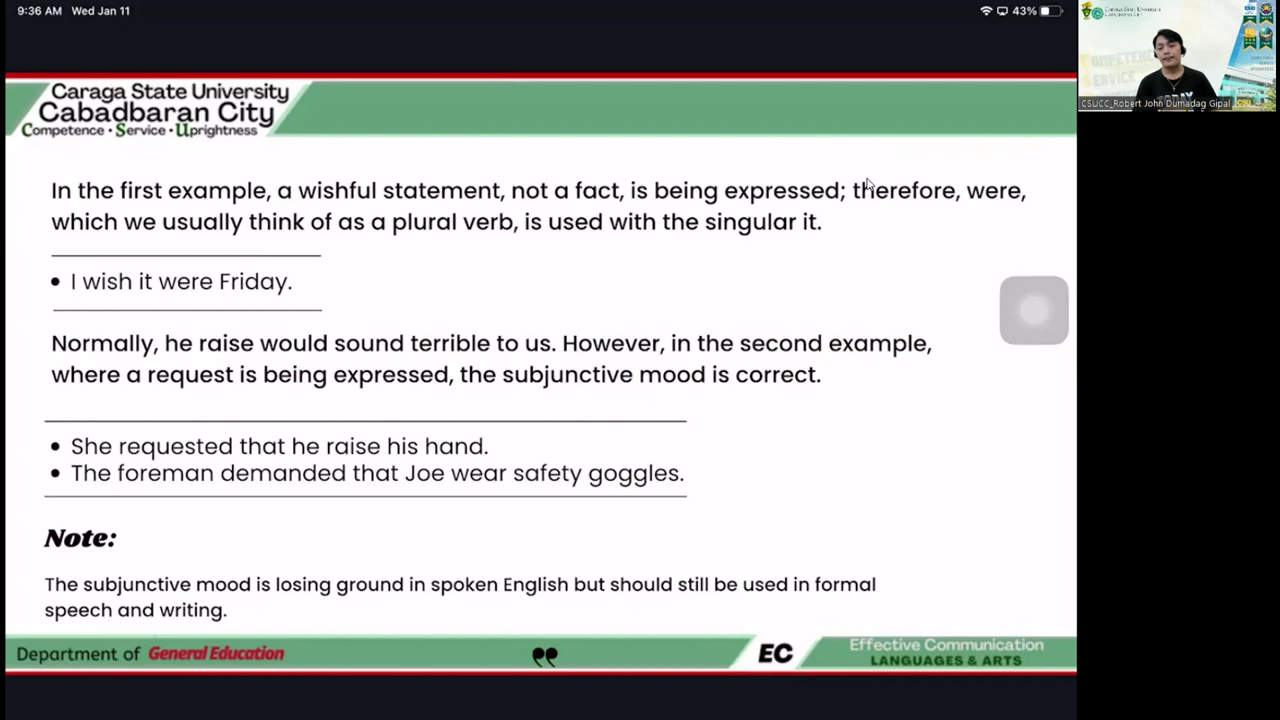 9:36 AM Wed Jan 11
43%
Caraga State University
Cabadbaran City
Competence • Service • Uprightness
In the first example, a wishful statement, not a fact, is being expressed; therefore, were,
which we usually think of as a plural verb, is used with the singular it.
• I wish it were Friday.
Normally, he raise would sound terrible to us. However, in the second example,
where a request is being expressed, the subjunctive mood is correct.
• She requested that he raise his hand.
• The foreman demanded that Joe wear safety goggles.
Note:
The subjunctive mood is losing ground in spoken English but should still be used in formal
speech and writing.
Department of General Education
EC
Effective Communication
LANGUAGES & ARTS
CSUCC_Robert John Dumadag Gipal